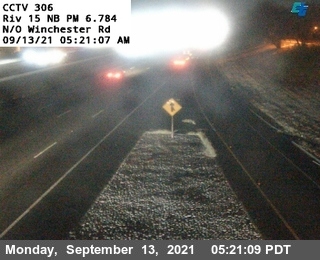 CCTV 306
Riv 15 NB PM 6.784
N/O Winchester Rd
09/13/21 05:21:07 AM
Monday, September 13, 2021 05:21:09 PDT